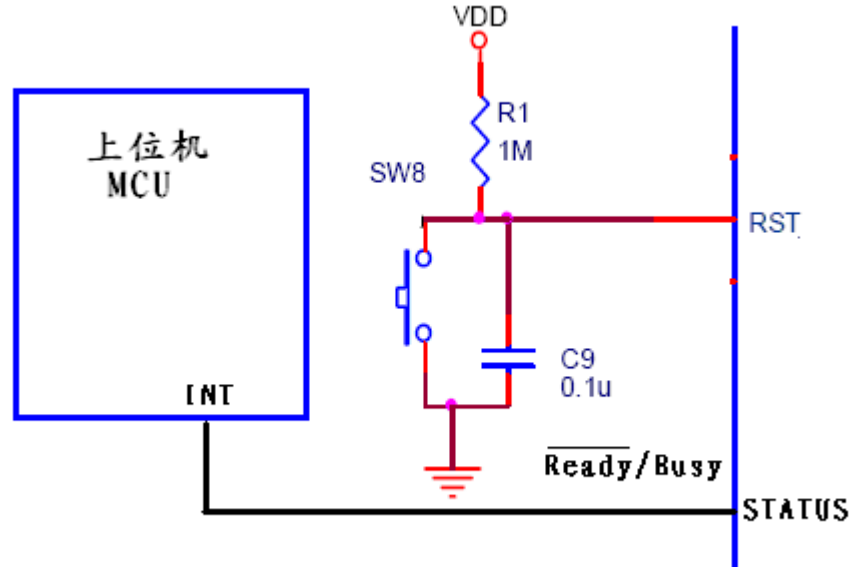 VDD
上位机
MCU
R1
1M
SW8
RST
C9
0.1u
INT
Ready/Busy
STATUS